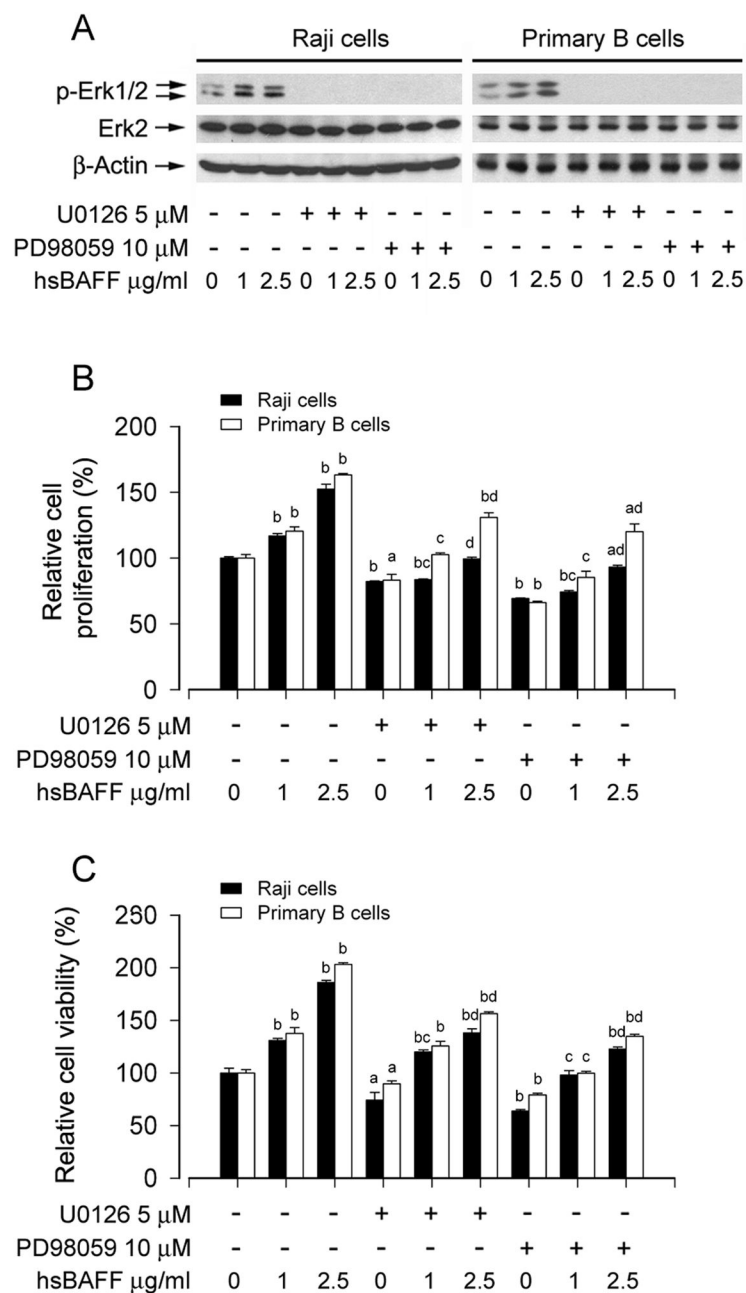 A
Raji cells Primary B cells
p-Erk1/2
Erk2
β-Actin
U0126 5 μM - - - + + + - - - - - - + + + - - -
PD98059 10 μM - - - - - - + + + - - - - - - + + +
hsBAFF μg/ml 0 1 2.5 0 1 2.5 0 1 2.5 0 1 2.5 0 1 2.5 0 1 2.5
B
Raji cells
Primary B cells
Relative cell
proliferation (%)
200
150
100
50
0
b b b b b a bc c d bd b b bc c ad ad
U0126 5 μM - - - + + + - - -
PD98059 10 μM - - - - - - + + +
hsBAFF μg/ml 0 1 2.5 0 1 2.5 0 1 2.5
C
Raji cells
Primary B cells
Relative cell viability (%)
250
200
150
100
50
0
b b b b a a bc b bd bd b b c c bd bd
U0126 5 μM - - - + + + - - -
PD98059 10 μM - - - - - - + + +
hsBAFF μg/ml 0 1 2.5 0 1 2.5 0 1 2.5